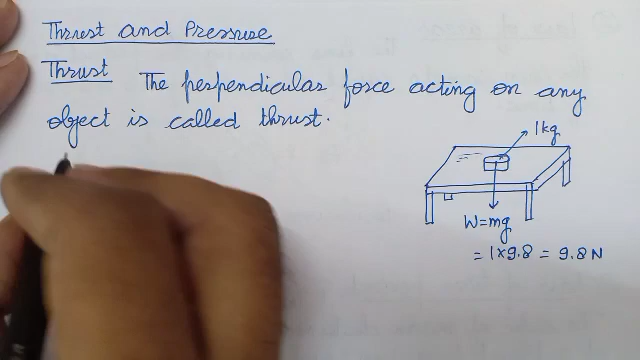 Thrust and Pressure
Thrust The perpendicular force acting on any
object is called thrust.
1kg
W=mg
= 1×9.8 = 9.8 N